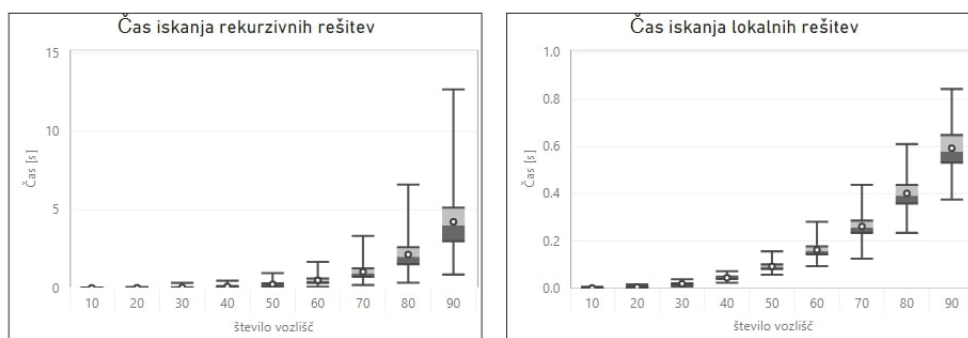 Čas iskanja rekurzivnih rešitev
15
10
5
0
Čas [s]
10 20 30 40 50 60 70 80 90
število vozlišč
Čas iskanja lokalnih rešitev
1.0
0.8
0.6
0.4
0.2
0.0
Čas [s]
10 20 30 40 50 60 70 80 90
število vozlišč